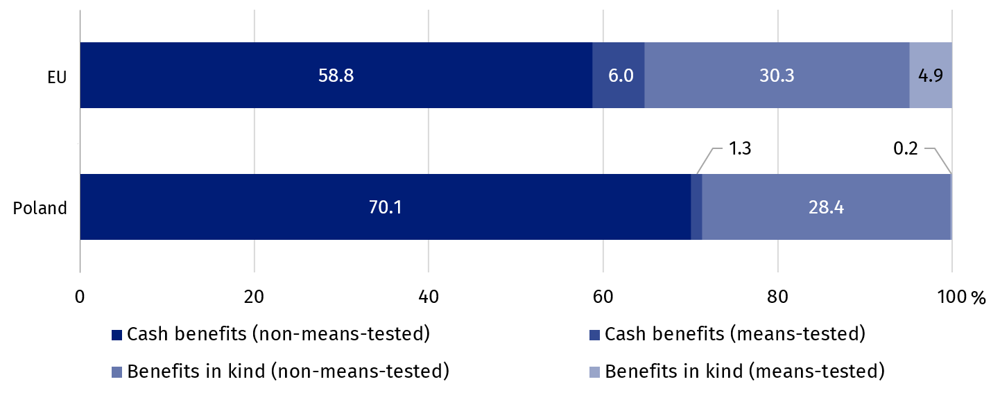 EU
58.8 6.0 30.3 4.9
1.3 0.2
Poland
70.1 28.4
0 20 40 60 80 100 %
Cash benefits (non-means-tested) Cash benefits (means-tested)
Benefits in kind (non-means-tested) Benefits in kind (means-tested)